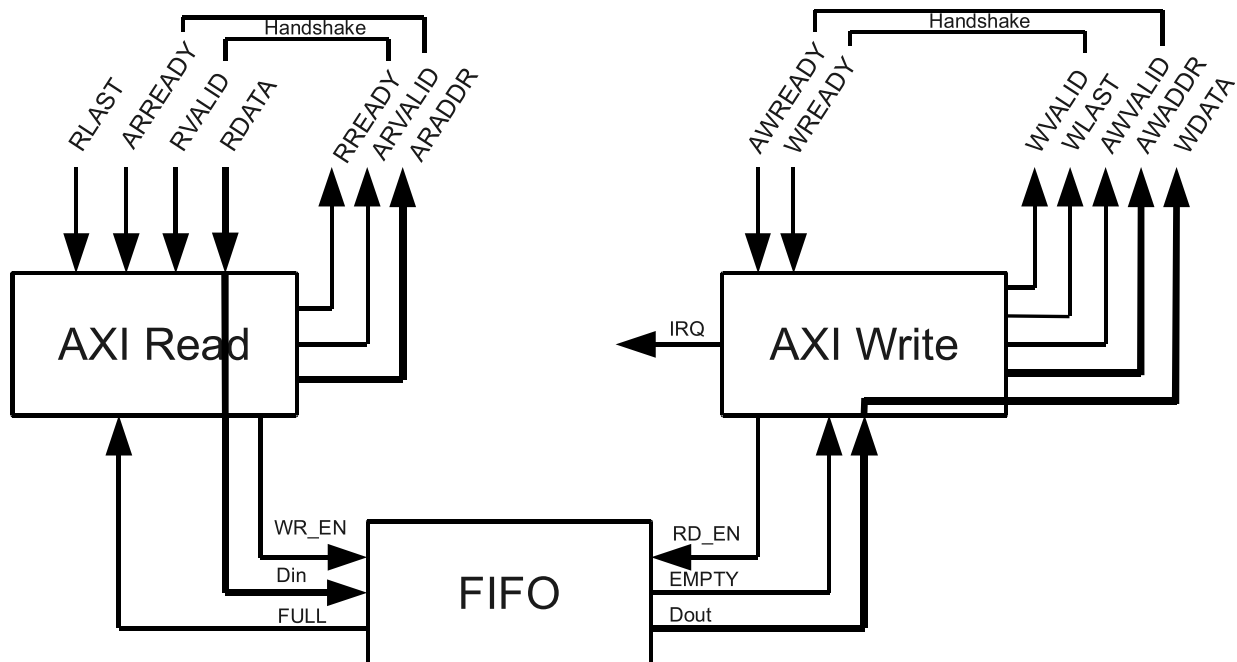 Handshake
Handshake
RLAST
ARREADY
RVALID
RDATA
RREADY
ARVALID
ARADDR
AWREADY
WREADY
WVALID
WLAST
AWVALID
AWADDR
WDATA
AXI Read
IRQ
AXI Write
WR_EN
Din
FULL
FIFO
RD_EN
EMPTY
Dout